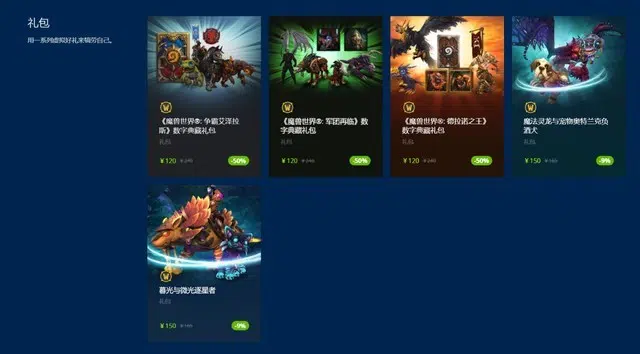 礼包
用一系列虚拟好礼来犒劳自己。
《魔兽世界®: 争霸艾泽拉
斯》数字典藏礼包
礼包
¥120 ¥240 -50%
《魔兽世界®: 军团再临》数
字典藏礼包
礼包
¥120 ¥240 -50%
《魔兽世界®: 德拉诺之王》
数字典藏礼包
礼包
¥120 ¥240 -50%
魔法灵龙与宠物奥特兰克负
酒犬
礼包
¥150 ¥165 -9%
暮光与微光逐星者
礼包
¥150 ¥165 -9%